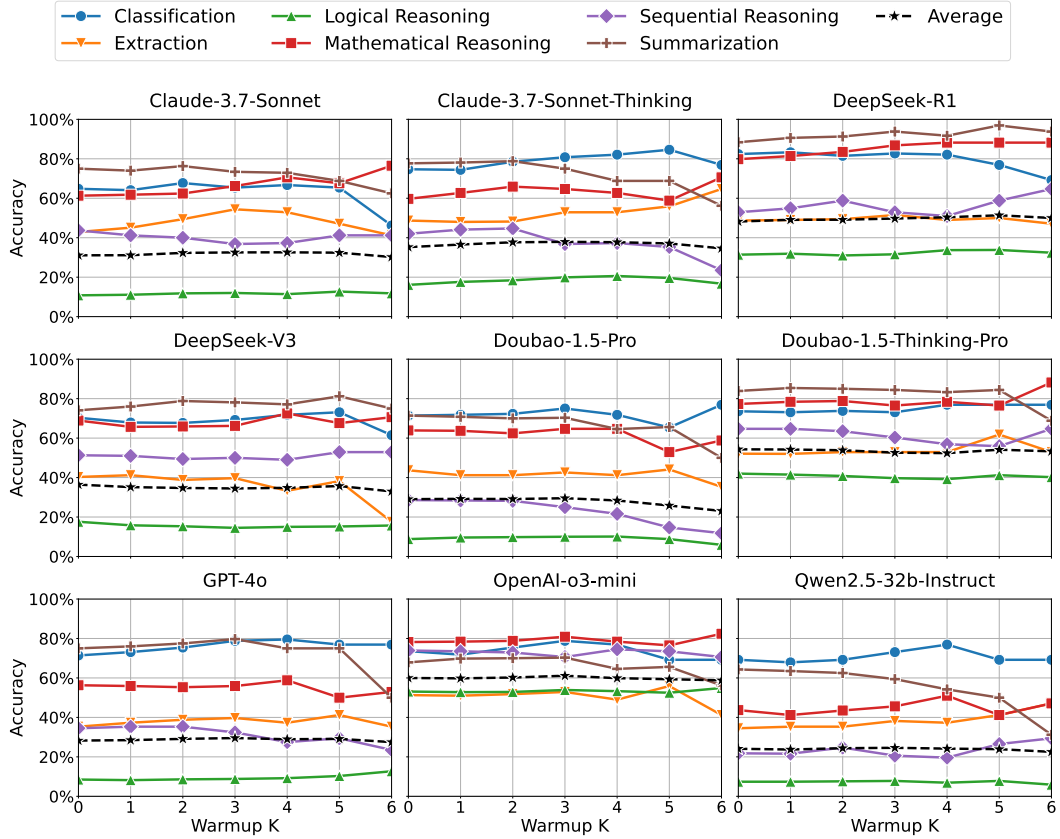 Classification Logical Reasoning Sequential Reasoning Average
Extraction Mathematical Reasoning Summarization
Claude-3.7-Sonnet Claude-3.7-Sonnet-Thinking DeepSeek-R1
100%
80%
60%
40%
20%
0%
Accuracy
DeepSeek-V3 Doubao-1.5-Pro Doubao-1.5-Thinking-Pro
100%
80%
60%
40%
20%
0%
Accuracy
GPT-4o OpenAI-o3-mini Qwen2.5-32b-Instruct
100%
80%
60%
40%
20%
0%
Accuracy
0 1 2 3 4 5 6 0 1 2 3 4 5 6 0 1 2 3 4 5 6
Warmup K Warmup K Warmup K